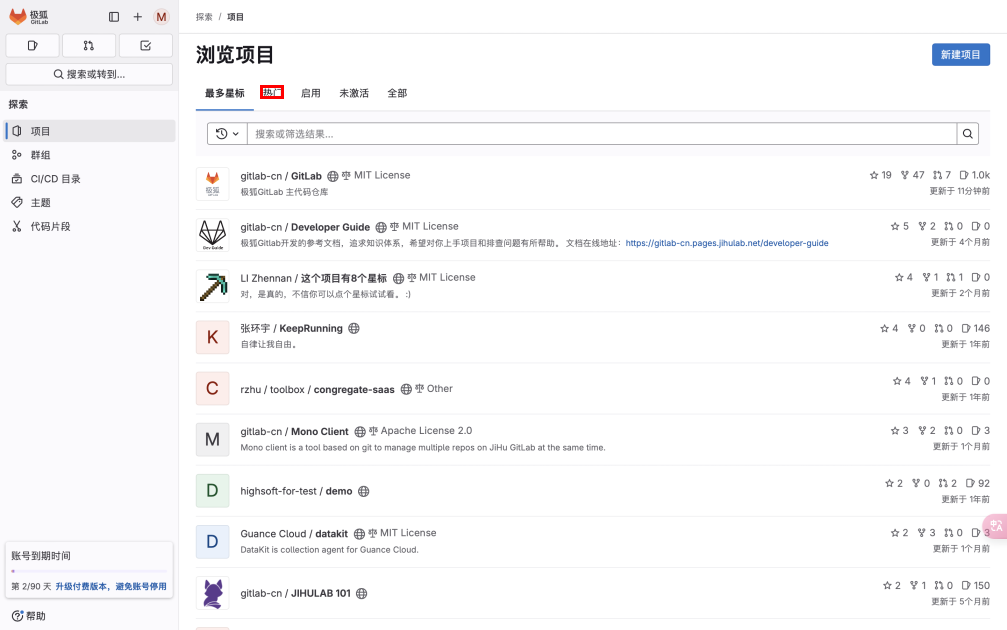 极狐
GitLab
M
搜索或转到...
探索
项目
群组
CI/CD 目录
主题
代码片段
账号到期时间
第 2/90 天 升级付费版本，避免账号停用
帮助
探索 / 项目
浏览项目
新建项目
最多星标 热门 启用 未激活 全部
搜索或筛选结果...
极狐
gitlab-cn / GitLab MIT License
19 47 7 1.0k
极狐GitLab 主代码仓库
更新于 11分钟前
Dev Guide
gitlab-cn / Developer Guide MIT License
5 2 0 0
极狐Gitlab开发的参考文档，追求知识体系，希望对你上手项目和排查问题有所帮助。 文档在线地址：https://gitlab-cn.pages.jihulab.net/developer-guide
更新于 4个月前
LI Zhennan / 这个项目有8个星标 MIT License
4 1 1 0
对，是真的，不信你可以点个星标试试看。 :)
更新于 2个月前
K
张环宇 / KeepRunning
4 0 0 146
自律让我自由。
更新于 1年前
C
rzhu / toolbox / congregate-saas Other
4 1 0 0
更新于 1年前
M
gitlab-cn / Mono Client Apache License 2.0
3 2 0 3
Mono client is a tool based on git to manage multiple repos on JiHu GitLab at the same time.
更新于 1个月前
D
highsoft-for-test / demo
2 0 2 92
更新于 1年前
D
Guance Cloud / datakit MIT License
2 3 0 3
DataKit is collection agent for Guance Cloud.
更新于 1个月前
gitlab-cn / JIHULAB 101
2 1 0 150
更新于 5个月前